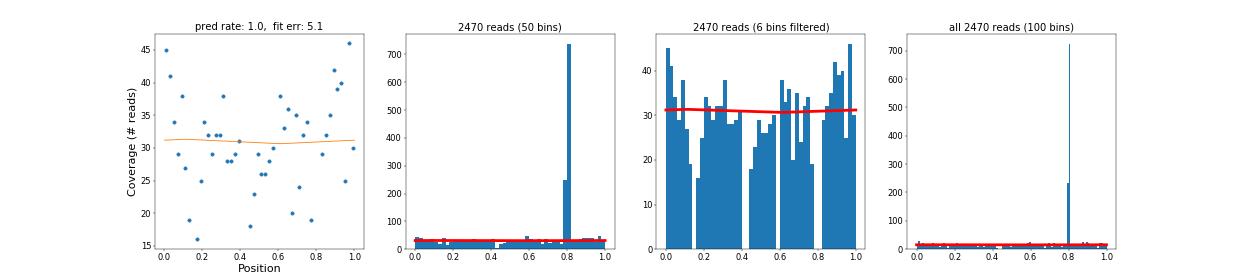 pred rate: 1.0,  fit err: 5.1
45
40
35
30
25
20
15
Coverage (# reads)
0.0 0.2 0.4 0.6 0.8 1.0
Position
2470 reads (50 bins)
700
600
500
400
300
200
100
0
0.0 0.2 0.4 0.6 0.8 1.0
2470 reads (6 bins filtered)
40
30
20
10
0
0.0 0.2 0.4 0.6 0.8 1.0
all 2470 reads (100 bins)
700
600
500
400
300
200
100
0
0.0 0.2 0.4 0.6 0.8 1.0